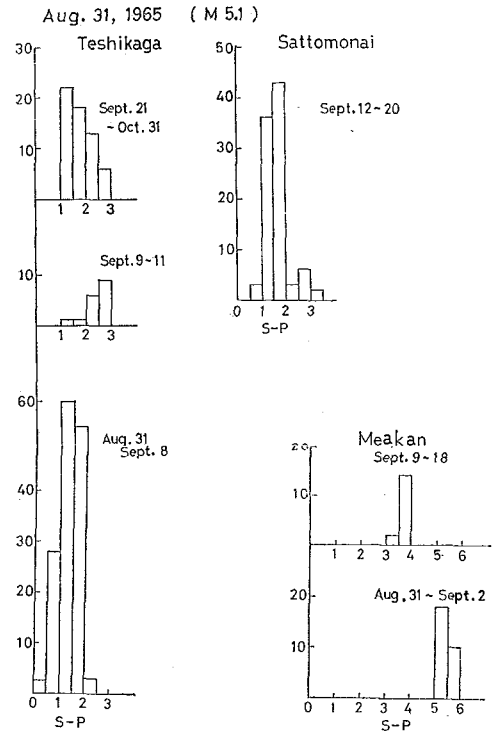 Aug. 31, 1965 ( M 5.1 )
Teshikaga
30
20
10
Sept. 21
~ Oct. 31
1 2 3
10
Sept. 9~11
1 2 3
60
40
30
20
10
Aug. 31
Sept. 8
0 1 2 3
S-P
Sattomonai
50
40
30
20
10
Sept. 12~20
0 1 2 3
S-P
Meakan
Sept. 9~18
20
10
1 2 3 4 5 6
Aug. 31 ~ Sept. 2
20
10
0 1 2 3 4 5 6
S-P